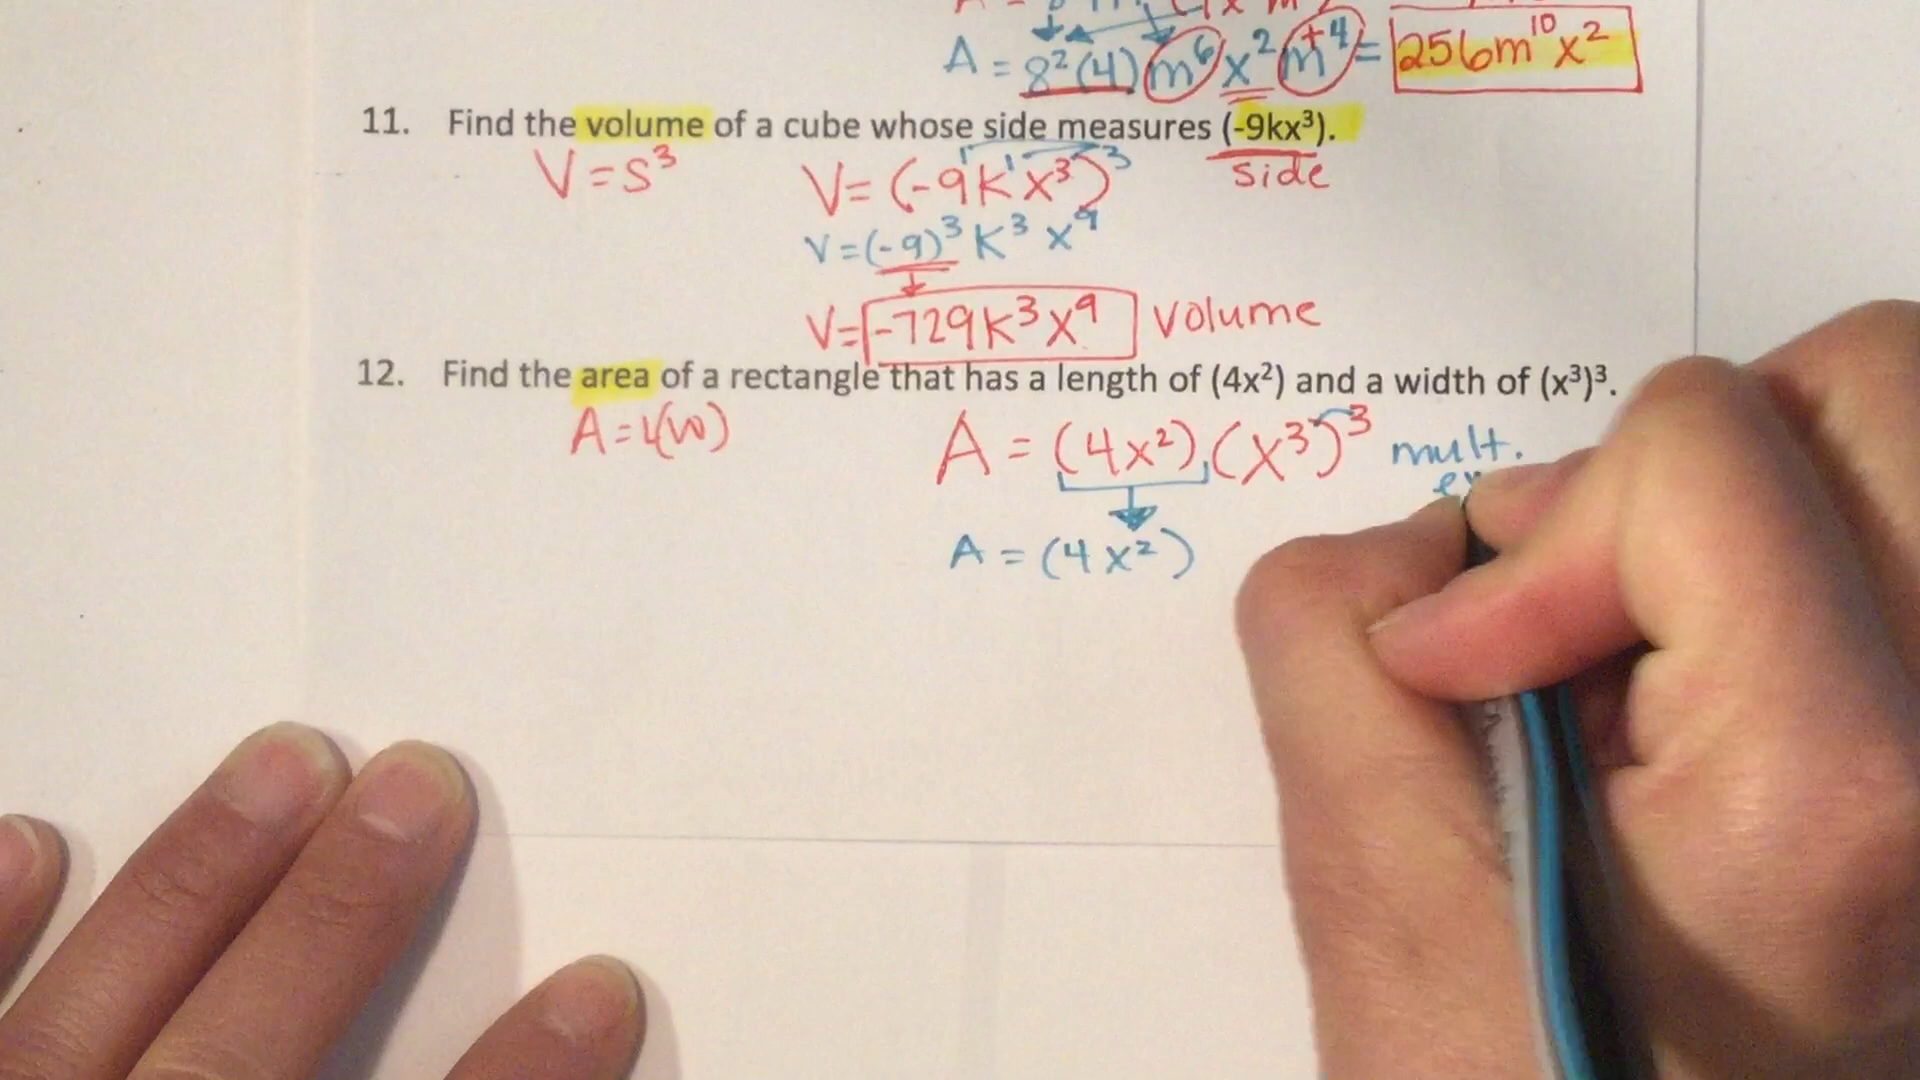 A = 8²(4) m⁶ x² m⁺⁴ = 256m¹⁰x²
11. Find the volume of a cube whose side measures (-9kx³).
V = s³ V = (-9k¹x³)³ side
V = (-9)³ k³ x⁹
V = -729k³x⁹ volume
12. Find the area of a rectangle that has a length of (4x²) and a width of (x³)³.
A = L(W) A = (4x²)(x³)³ mult.
A = (4x²)